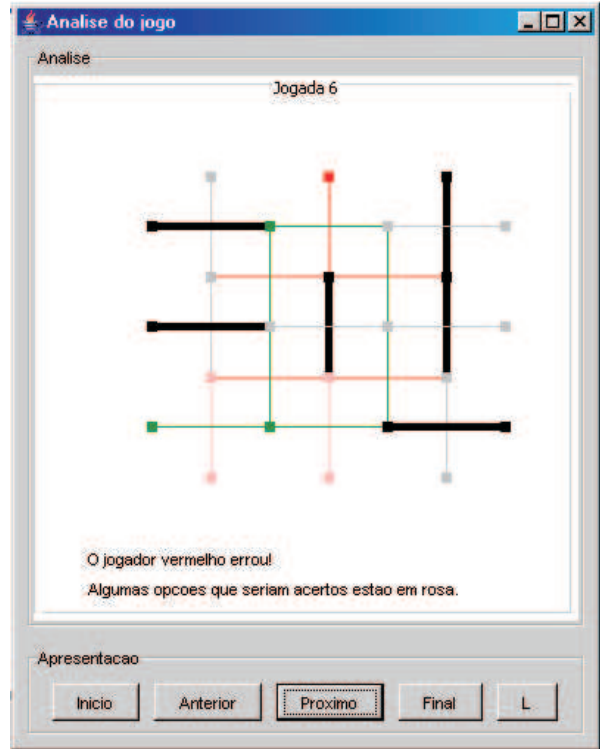 Analise do jogo
Analise
Jogada 6
O jogador vermelho errou!
Algumas opcoes que seriam acertos estao em rosa.
Apresentacao
Inicio
Anterior
Proximo
Final
L